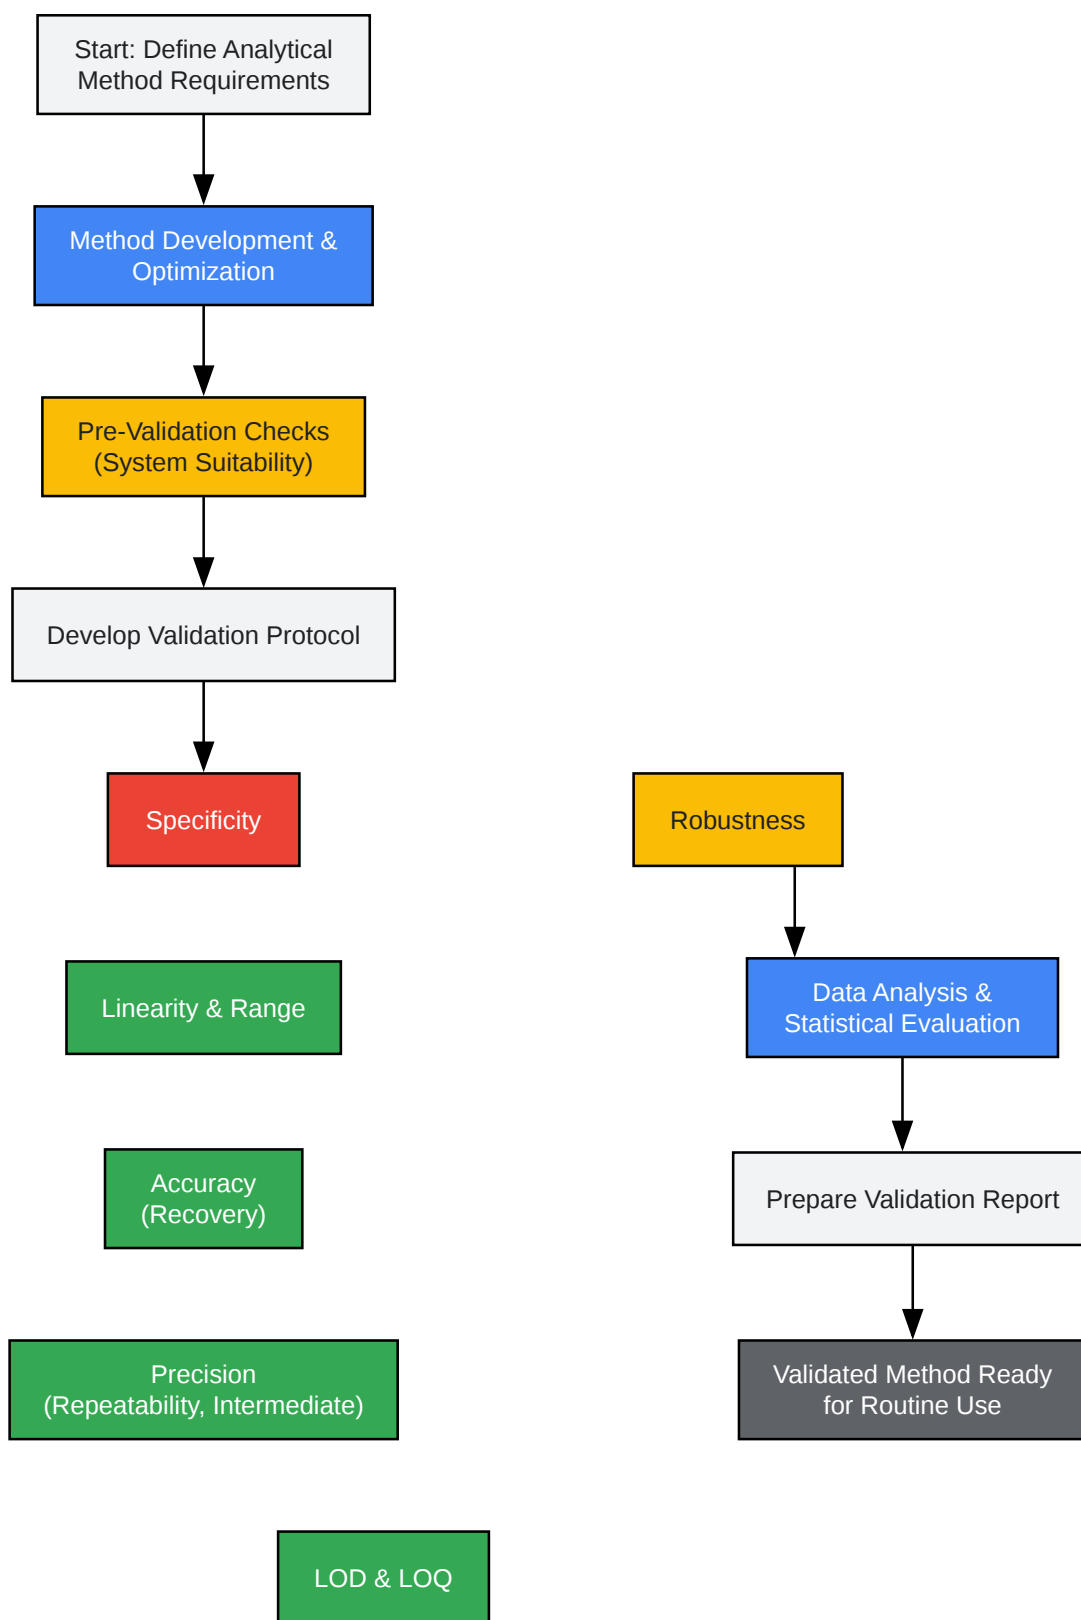 Start: Define Analytical
Method Requirements
Method Development &
Optimization
Pre-Validation Checks
(System Suitability)
Develop Validation Protocol
Specificity
Linearity & Range
Accuracy
(Recovery)
Precision
(Repeatability, Intermediate)
LOD & LOQ
Robustness
Data Analysis &
Statistical Evaluation
Prepare Validation Report
Validated Method Ready
for Routine Use